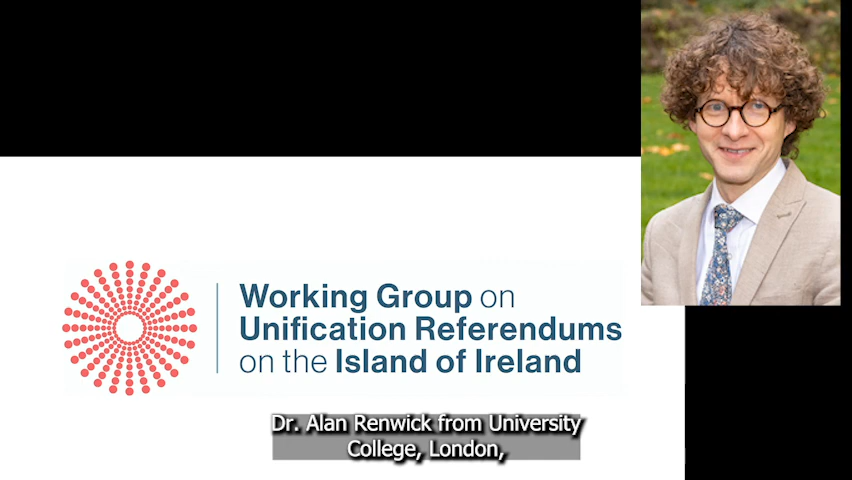 Working Group on
Unification Referendums
on the Island of Ireland
Dr. Alan Renwick from University
College, London,